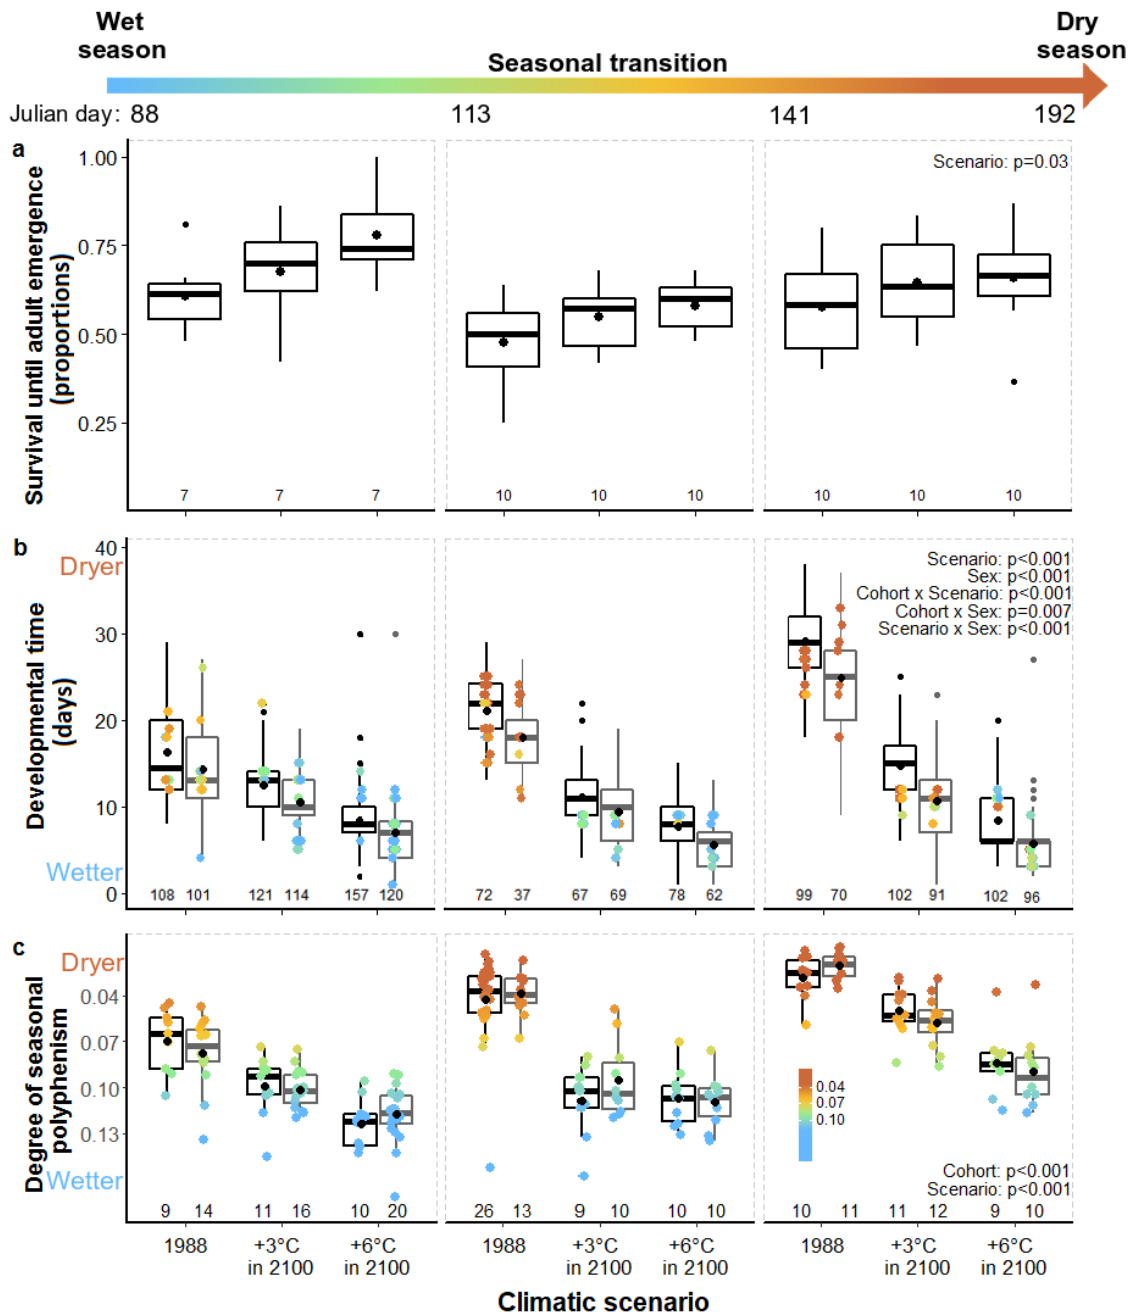 Wet
season
Dry
season
Seasonal transition
Julian day: 88 113 141 192
a
Survival until adult emergence
(proportions)
1.00
0.75
0.50
0.25
Scenario: p=0.03
7 7 7 10 10 10 10 10 10
b
Developmental time
(days)
40
30
20
10
0
Dryer
Wetter
Scenario: p<0.001
Sex: p<0.001
Cohort x Scenario: p<0.001
Cohort x Sex: p=0.007
Scenario x Sex: p<0.001
108 101 121 114 157 120 72 37 67 69 78 62 99 70 102 91 102 96
c
Degree of seasonal
polyphenism
Dryer
0.04
0.07
0.10
0.13
Wetter
0.04
0.07
0.10
Cohort: p<0.001
Scenario: p<0.001
9 14 11 16 10 20 26 13 9 10 10 10 10 11 11 12 9 10
1988 +3°C +6°C 1988 +3°C +6°C 1988 +3°C +6°C
in 2100 in 2100 in 2100 in 2100 in 2100 in 2100
Climatic scenario